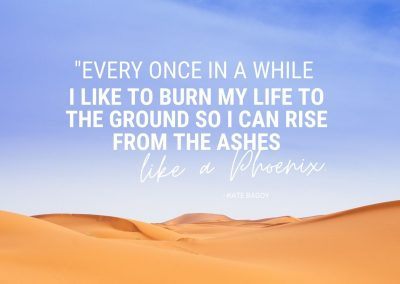 "EVERY ONCE IN A WHILE
I LIKE TO BURN MY LIFE TO
THE GROUND SO I CAN RISE
FROM THE ASHES
like a Phoenix
- KATE BAGOY